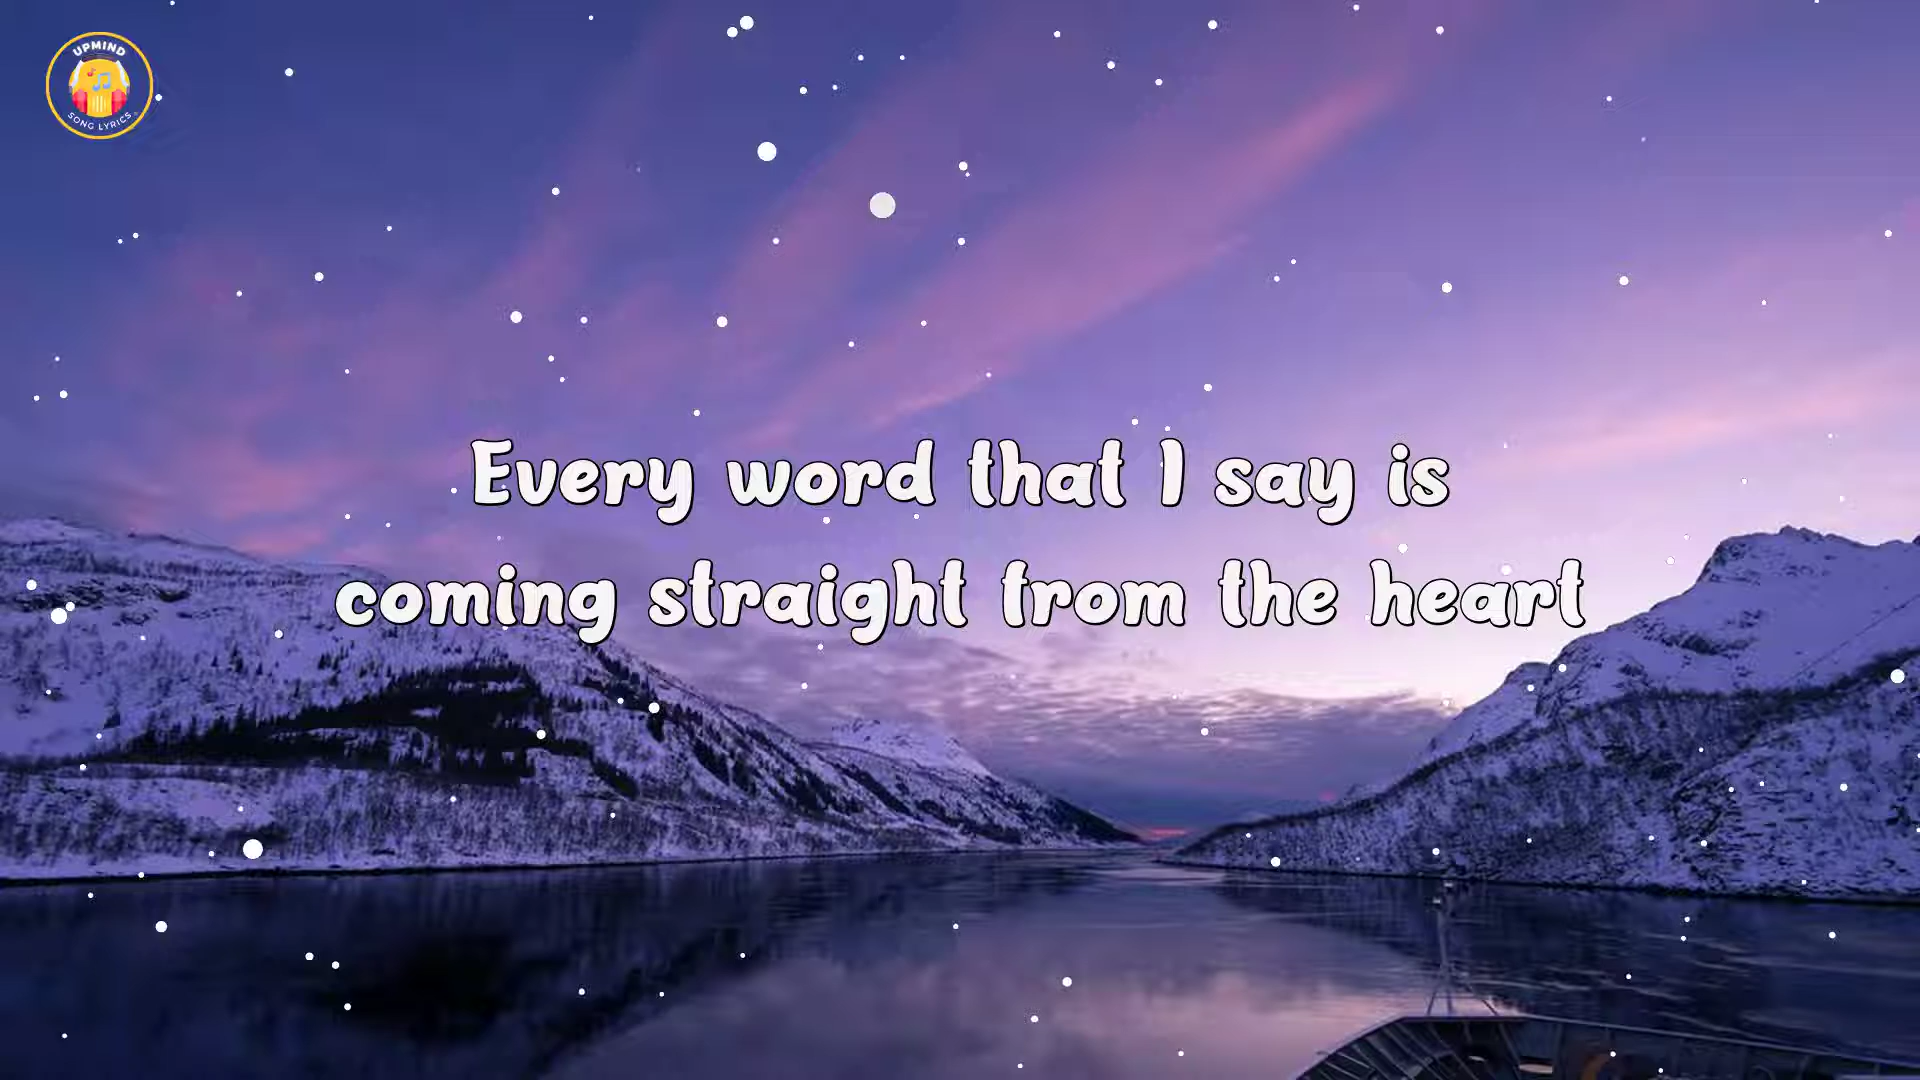 UPMIND
SONG LYRICS
Every word that I say is
coming straight from the heart